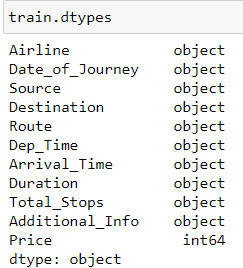 train.dtypes
Airline object
Date_of_Journey object
Source object
Destination object
Route object
Dep_Time object
Arrival_Time object
Duration object
Total_Stops object
Additional_Info object
Price int64
dtype: object